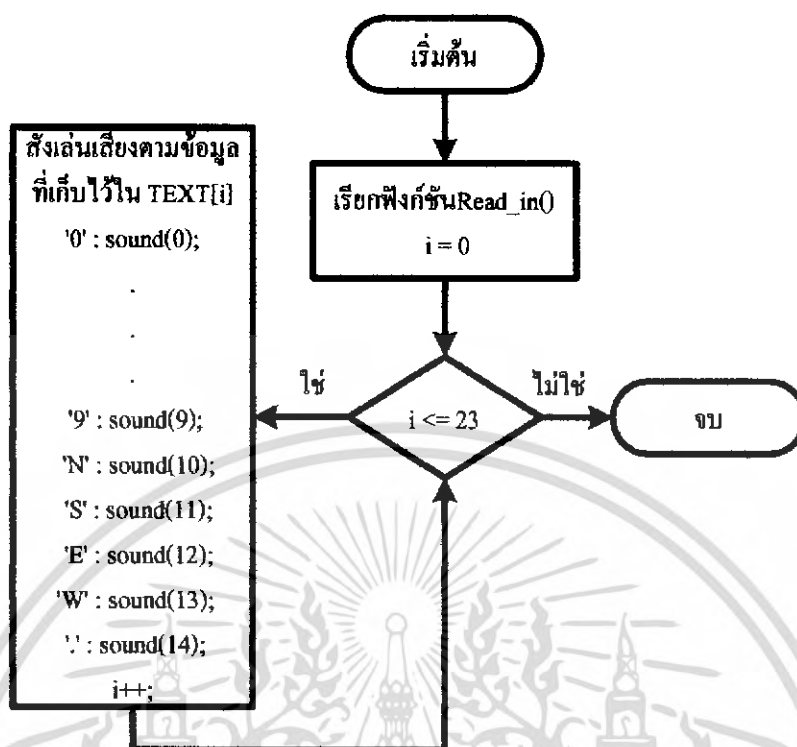 เริ่มต้น
เรียกฟังก์ชันRead_in()
i = 0
i <= 23
ใช่
ไม่ใช่
จบ
สั่งเล่นเสียงตามข้อมูล
ที่เก็บไว้ใน TEXT[i]
'0' : sound(0);
.
.
.
'9' : sound(9);
'N' : sound(10);
'S' : sound(11);
'E' : sound(12);
'W' : sound(13);
'.' : sound(14);
i++;